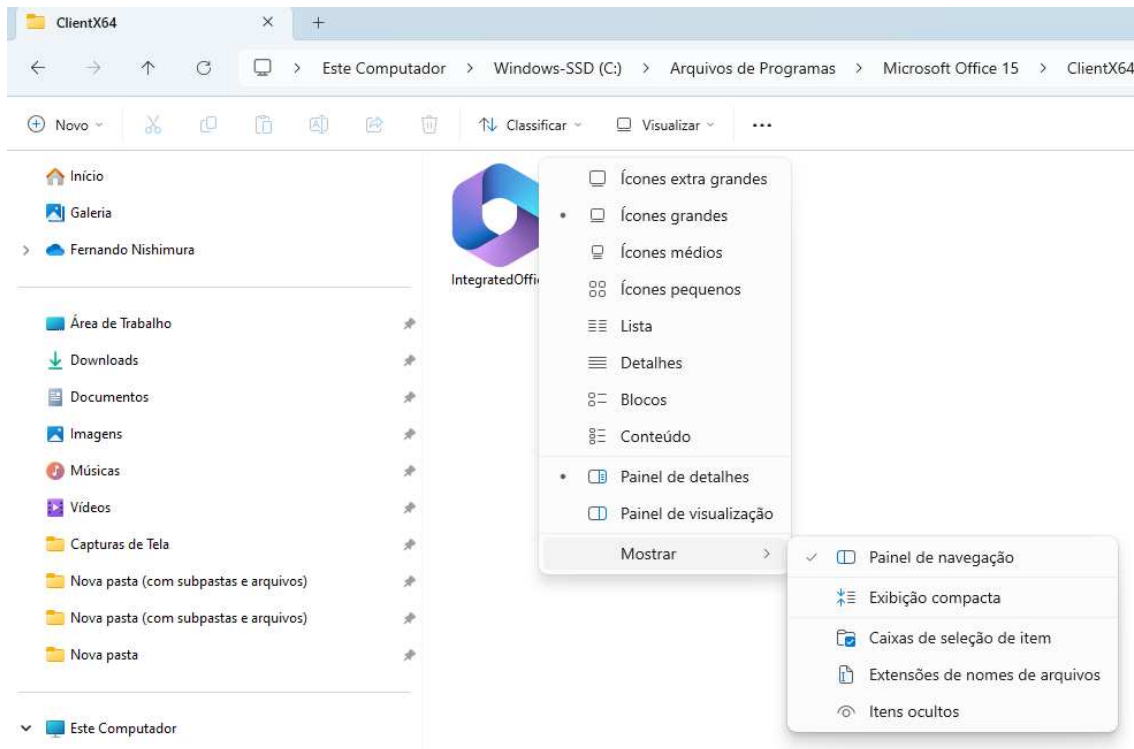 ClientX64
Este Computador > Windows-SSD (C:) > Arquivos de Programas > Microsoft Office 15 > ClientX64
Novo
Classificar
Visualizar
Início
Galeria
Fernando Nishimura
Área de Trabalho
Downloads
Documentos
Imagens
Músicas
Vídeos
Capturas de Tela
Nova pasta (com subpastas e arquivos)
Nova pasta (com subpastas e arquivos)
Nova pasta
Este Computador
IntegratedOffi
Ícones extra grandes
Ícones grandes
Ícones médios
Ícones pequenos
Lista
Detalhes
Blocos
Conteúdo
Painel de detalhes
Painel de visualização
Mostrar
Painel de navegação
Exibição compacta
Caixas de seleção de item
Extensões de nomes de arquivos
Itens ocultos